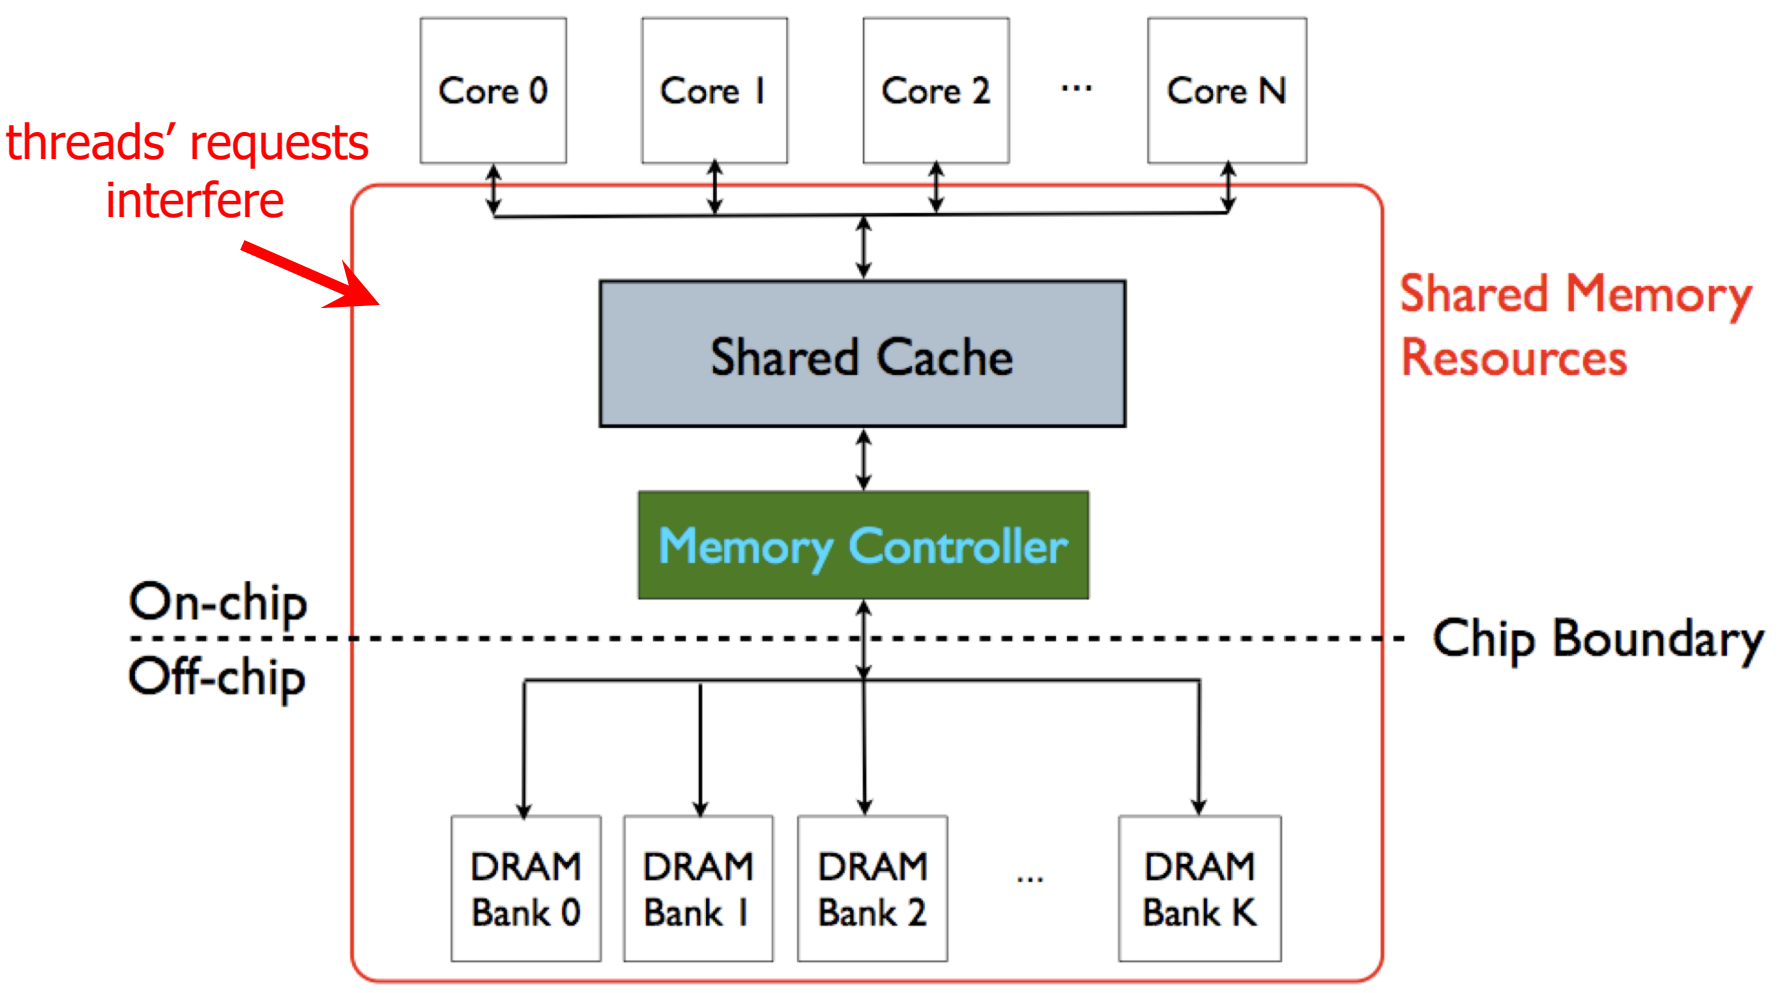 Core 0
Core 1
Core 2
...
Core N
threads’ requests
interfere
Shared Memory
Resources
Shared Cache
Memory Controller
On-chip
Off-chip
Chip Boundary
DRAM
Bank 0
DRAM
Bank 1
DRAM
Bank 2
...
DRAM
Bank K